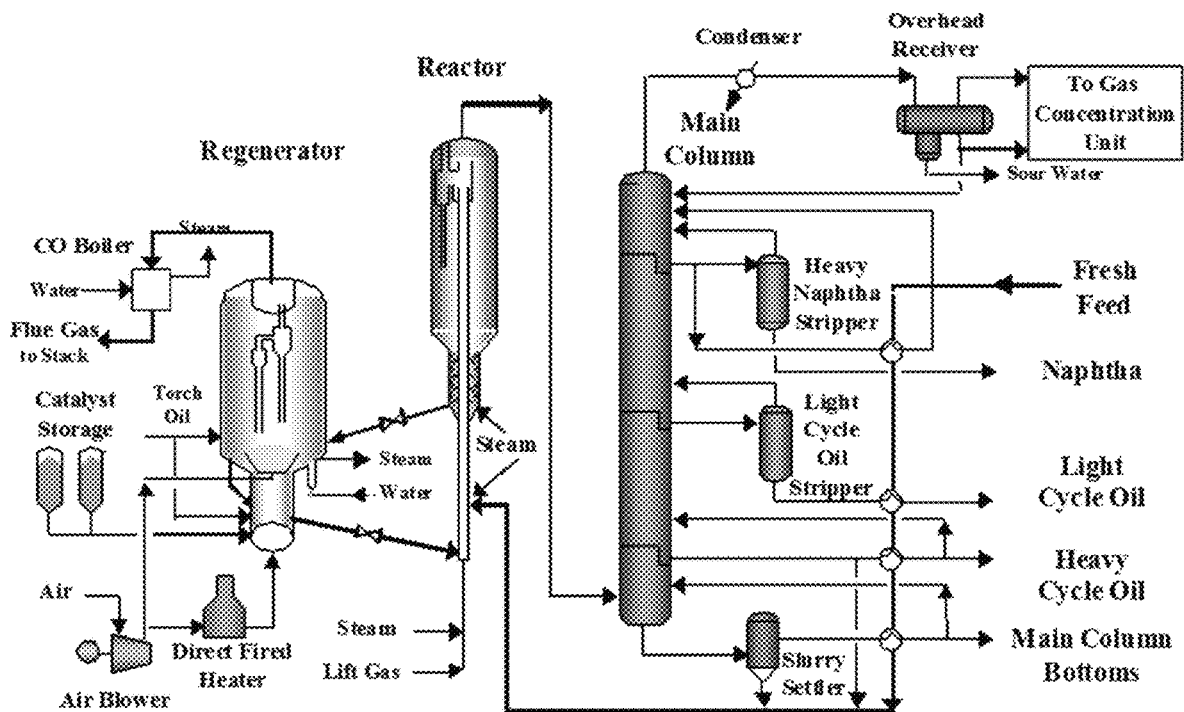 Condenser
Overhead
Receiver
Reactor
To Gas
Concentration
Unit
Main
Column
Regenerator
Sour Water
Steam
CO Boiler
Water
Heavy
Naphtha
Stripper
Fresh
Feed
Flue Gas
to Stack
Naphtha
Torch
Oil
Catalyst
Storage
Light
Cycle
Oil
Stripper
Steam
Steam
Water
Light
Cycle Oil
Heavy
Cycle Oil
Air
Steam
Direct Fired
Heater
Lift Gas
Slurry
Settler
Main Column
Bottoms
Air Blower